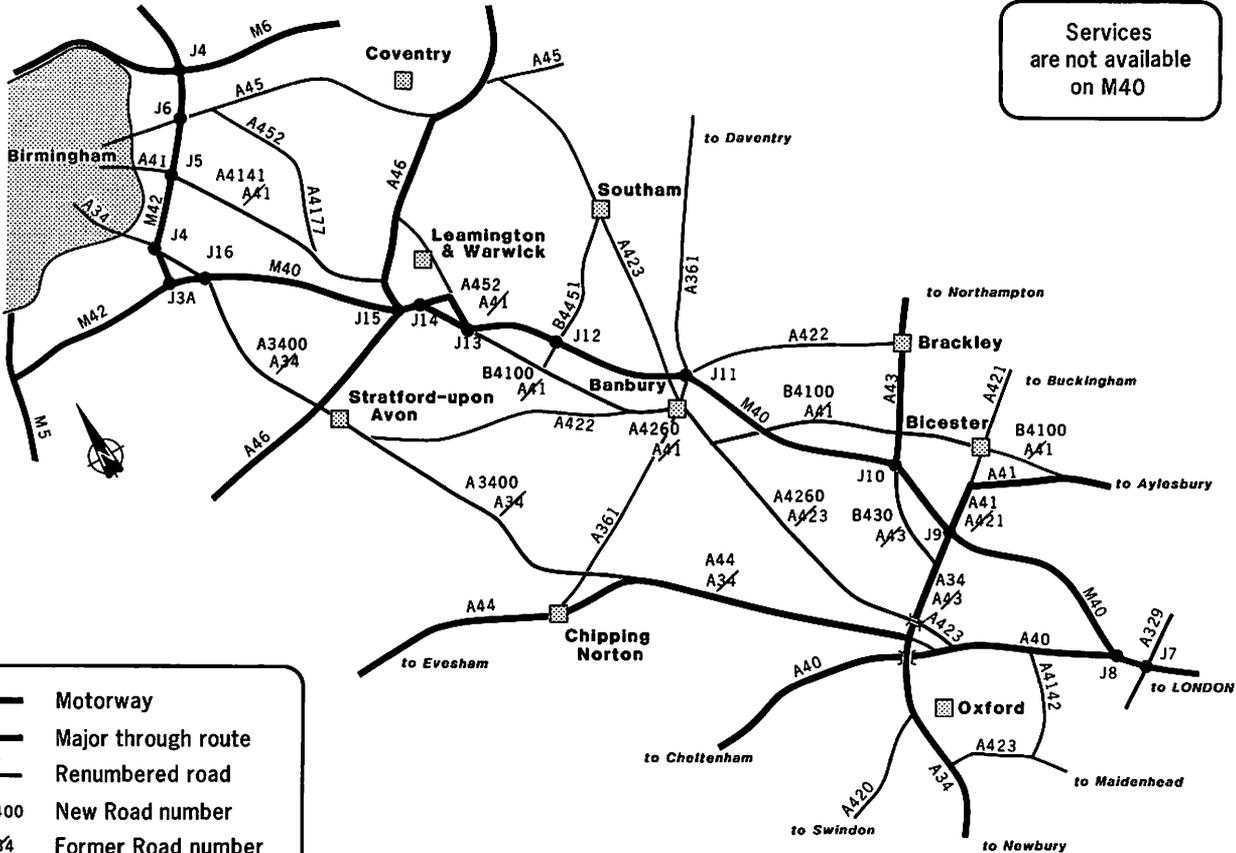 Services
are not available
on M40
J4
M6
Coventry
A45
J6
A45
A452
to Daventry
Birmingham
A41
J5
A4141
A41
A4177
A46
Southam
M42
A34
J4
J16
Leamington
& Warwick
A423
A361
M40
A452
A41
B4451
J3A
M42
J15
J14
J13
J12
to Northampton
A422
Brackley
A3400
A34
B4100
A41
Banbury
J11
A43
A421
to Buckingham
Stratford-upon
Avon
A422
A4260
A41
M40
B4100
A41
Bicester
B4100
A41
M5
N
A46
J10
A41
to Aylesbury
A3400
A34
A361
A4260
A423
B430
A43
J9
A41
A421
A44
A34
A34
A43
M40
A44
A423
A329
Chipping
Norton
to Evesham
A40
A40
J8
J7
to LONDON
A4142
Oxford
to Cheltenham
A423
A34
to Maidenhead
A420
to Swindon
to Newbury
Motorway
Major through route
Renumbered road
400 New Road number
34 Former Road number